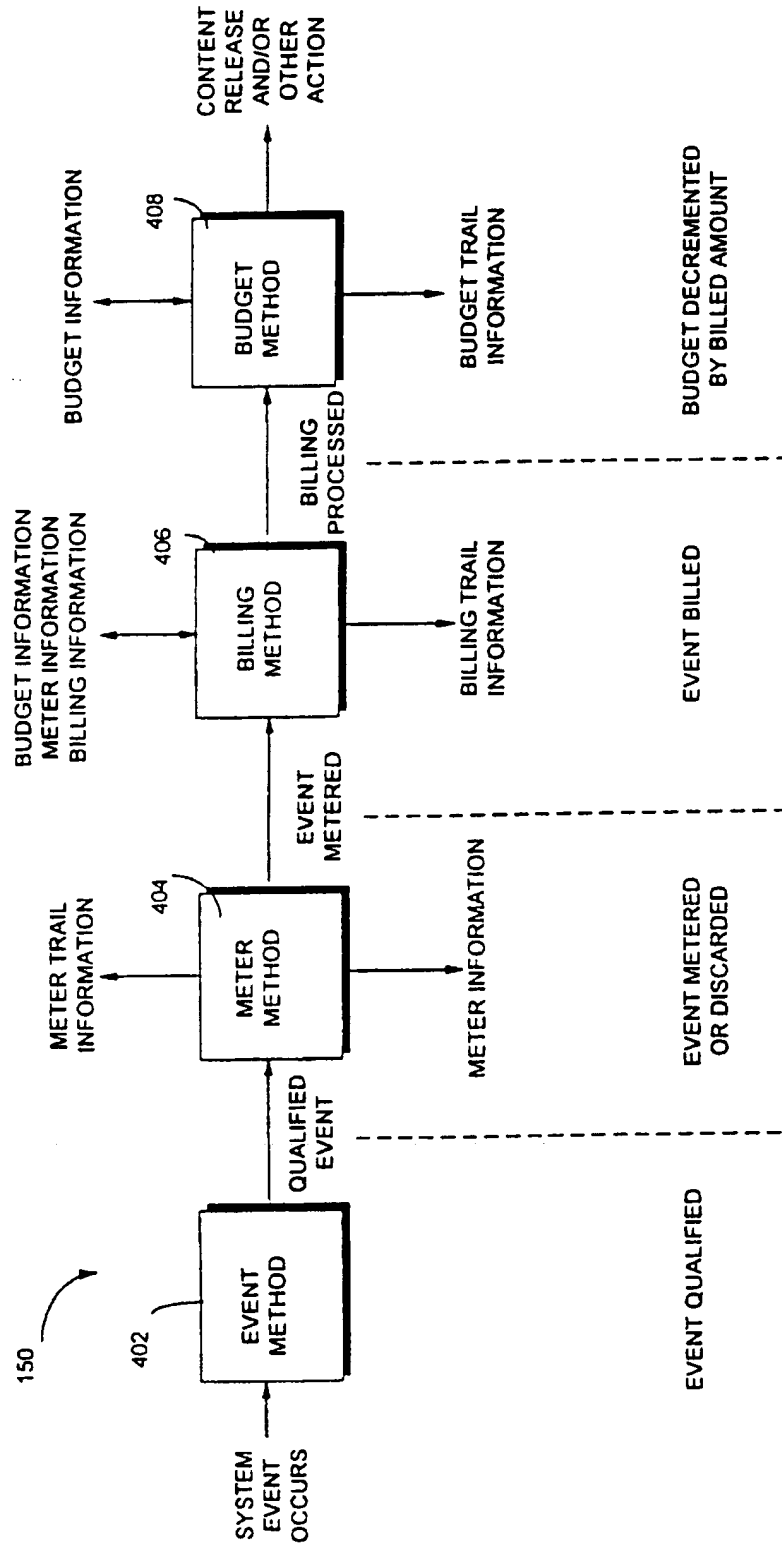 150
SYSTEM
EVENT
OCCURS
402
EVENT
METHOD
QUALIFIED
EVENT
EVENT QUALIFIED
METER TRAIL
INFORMATION
404
METER
METHOD
METER INFORMATION
EVENT
METERED
EVENT METERED
OR DISCARDED
BUDGET INFORMATION
METER INFORMATION
BILLING INFORMATION
406
BILLING
METHOD
BILLING TRAIL
INFORMATION
BILLING
PROCESSED
EVENT BILLED
BUDGET INFORMATION
408
BUDGET
METHOD
BUDGET TRAIL
INFORMATION
BUDGET DECREMENTED
BY BILLED AMOUNT
CONTENT
RELEASE
AND/OR
OTHER
ACTION